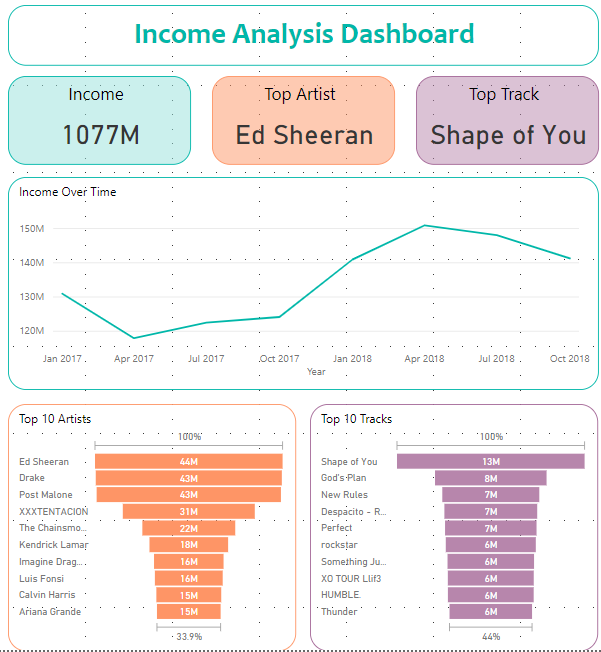 Income Analysis Dashboard
Income
1077M
Top Artist
Ed Sheeran
Top Track
Shape of You
Income Over Time
150M
140M
130M
120M
Jan 2017 Apr 2017 Jul 2017 Oct 2017 Jan 2018 Apr 2018 Jul 2018 Oct 2018
Year
Top 10 Artists
100%
Ed Sheeran 44M
Drake 43M
Post Malone 43M
XXXTENTACION 31M
The Chainsmo... 22M
Kendrick Lamar 18M
Imagine Drag... 16M
Luis Fonsi 16M
Calvin Harris 15M
Ariana Grande 15M
33.9%
Top 10 Tracks
100%
Shape of You 13M
God's Plan 8M
New Rules 7M
Despacito - R... 7M
Perfect 7M
rockstar 6M
Something Ju... 6M
XO TOUR Llif3 6M
HUMBLE. 6M
Thunder 6M
44%